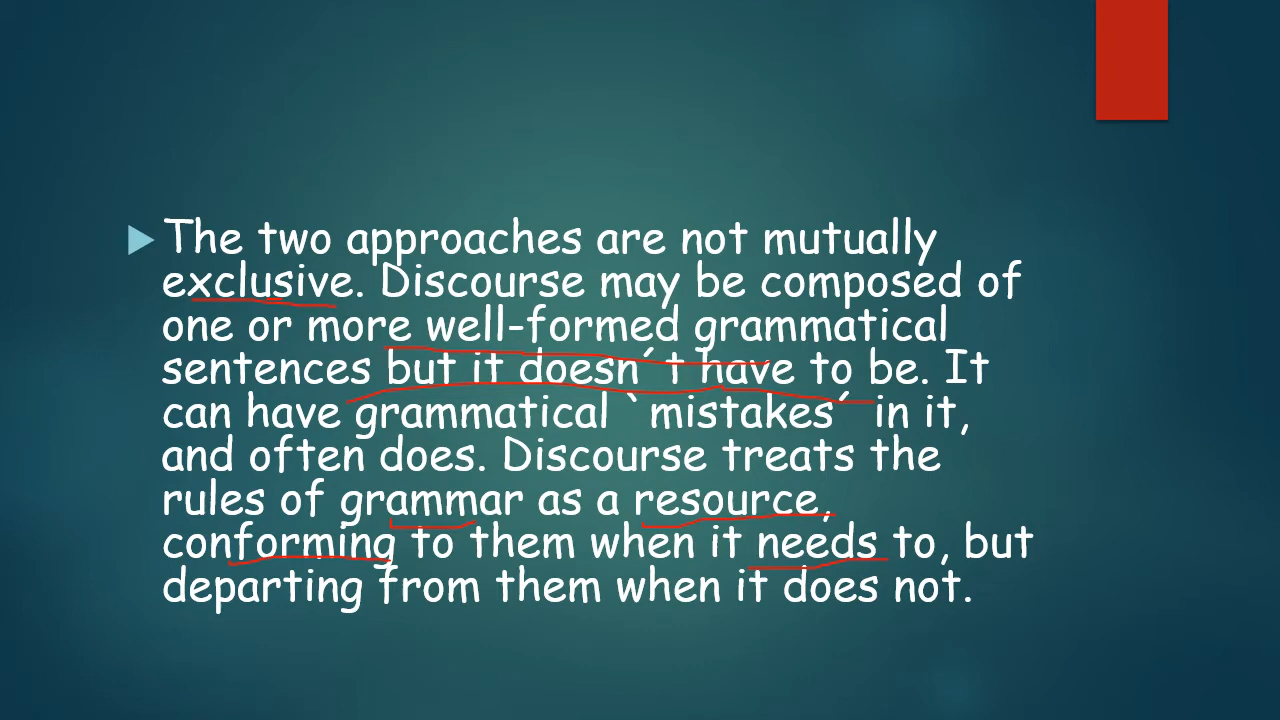 The two approaches are not mutually
exclusive. Discourse may be composed of
one or more well-formed grammatical
sentences but it doesn´t have to be. It
can have grammatical `mistakes´ in it,
and often does. Discourse treats the
rules of grammar as a resource,
conforming to them when it needs to, but
departing from them when it does not.